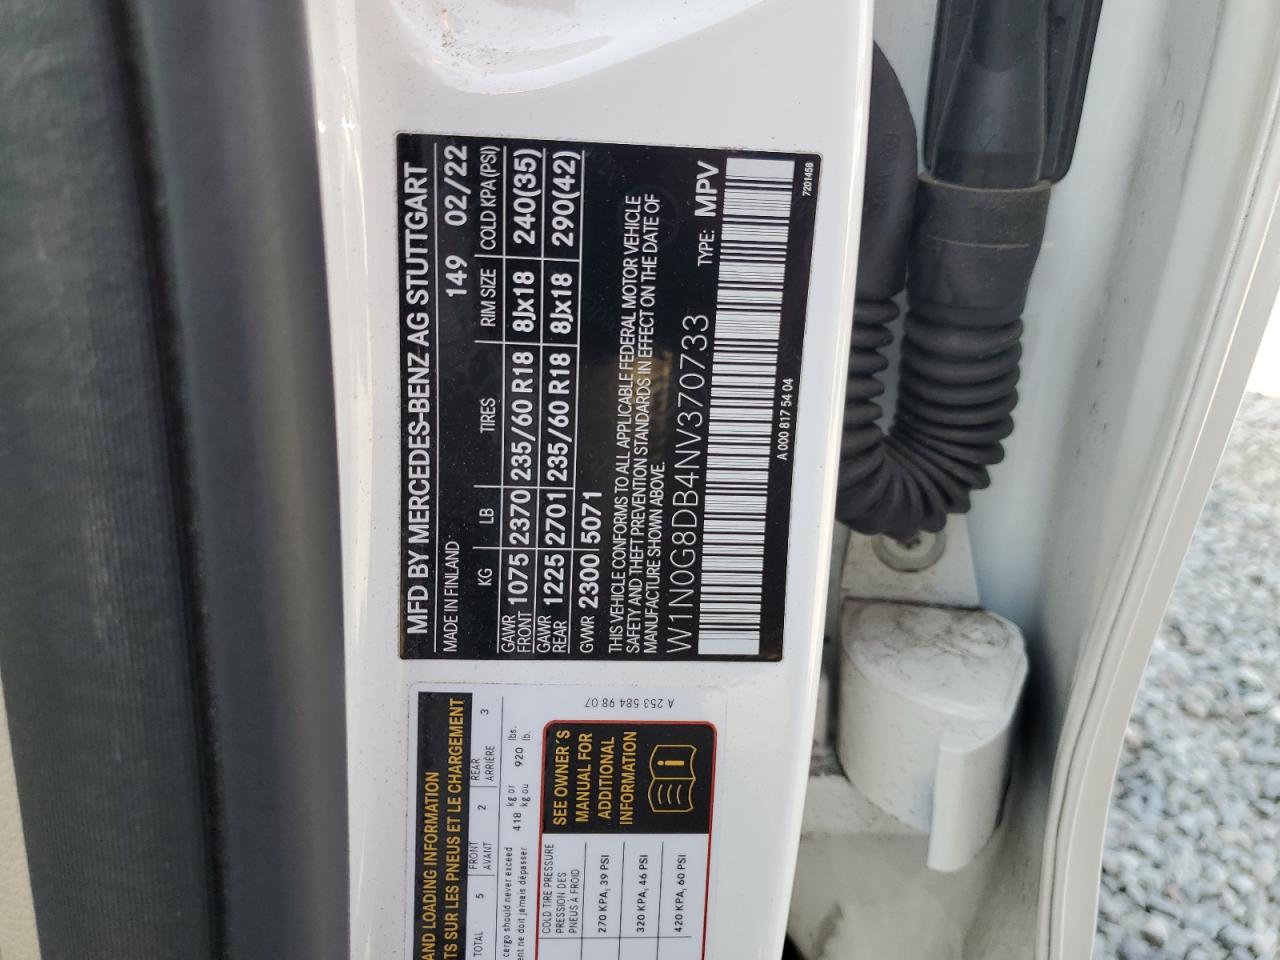 MFD BY MERCEDES-BENZ AG STUTTGART
MADE IN FINLAND 149 02/22
KG LB TIRES RIM SIZE COLD KPA (PSI)
GAWR FRONT 1075 2370 235/60 R18 8Jx18 240(35)
GAWR REAR 1225 2701 235/60 R18 8Jx18 290(42)
GVWR 2300 5071
THIS VEHICLE CONFORMS TO ALL APPLICABLE FEDERAL MOTOR VEHICLE
SAFETY AND THEFT PREVENTION STANDARDS IN EFFECT ON THE DATE OF
MANUFACTURE SHOWN ABOVE.
W1N0G8DB4NV370733 TYPE: MPV
A 000 817 54 04 7201458
AND LOADING INFORMATION
SUR LES PNEUS ET LE CHARGEMENT
TOTAL 5 FRONT AVANT 2 REAR ARRIÈRE 3
cargo should never exceed 418 kg or 920 lbs.
ne doit jamais dépasser 418 kg ou 920 lb.
COLD TIRE PRESSURE
PRESSION DES
PNEUS À FROID
270 KPA, 39 PSI
320 KPA, 46 PSI
420 KPA, 60 PSI
SEE OWNER'S
MANUAL FOR
ADDITIONAL
INFORMATION
i
A 253 584 98 07